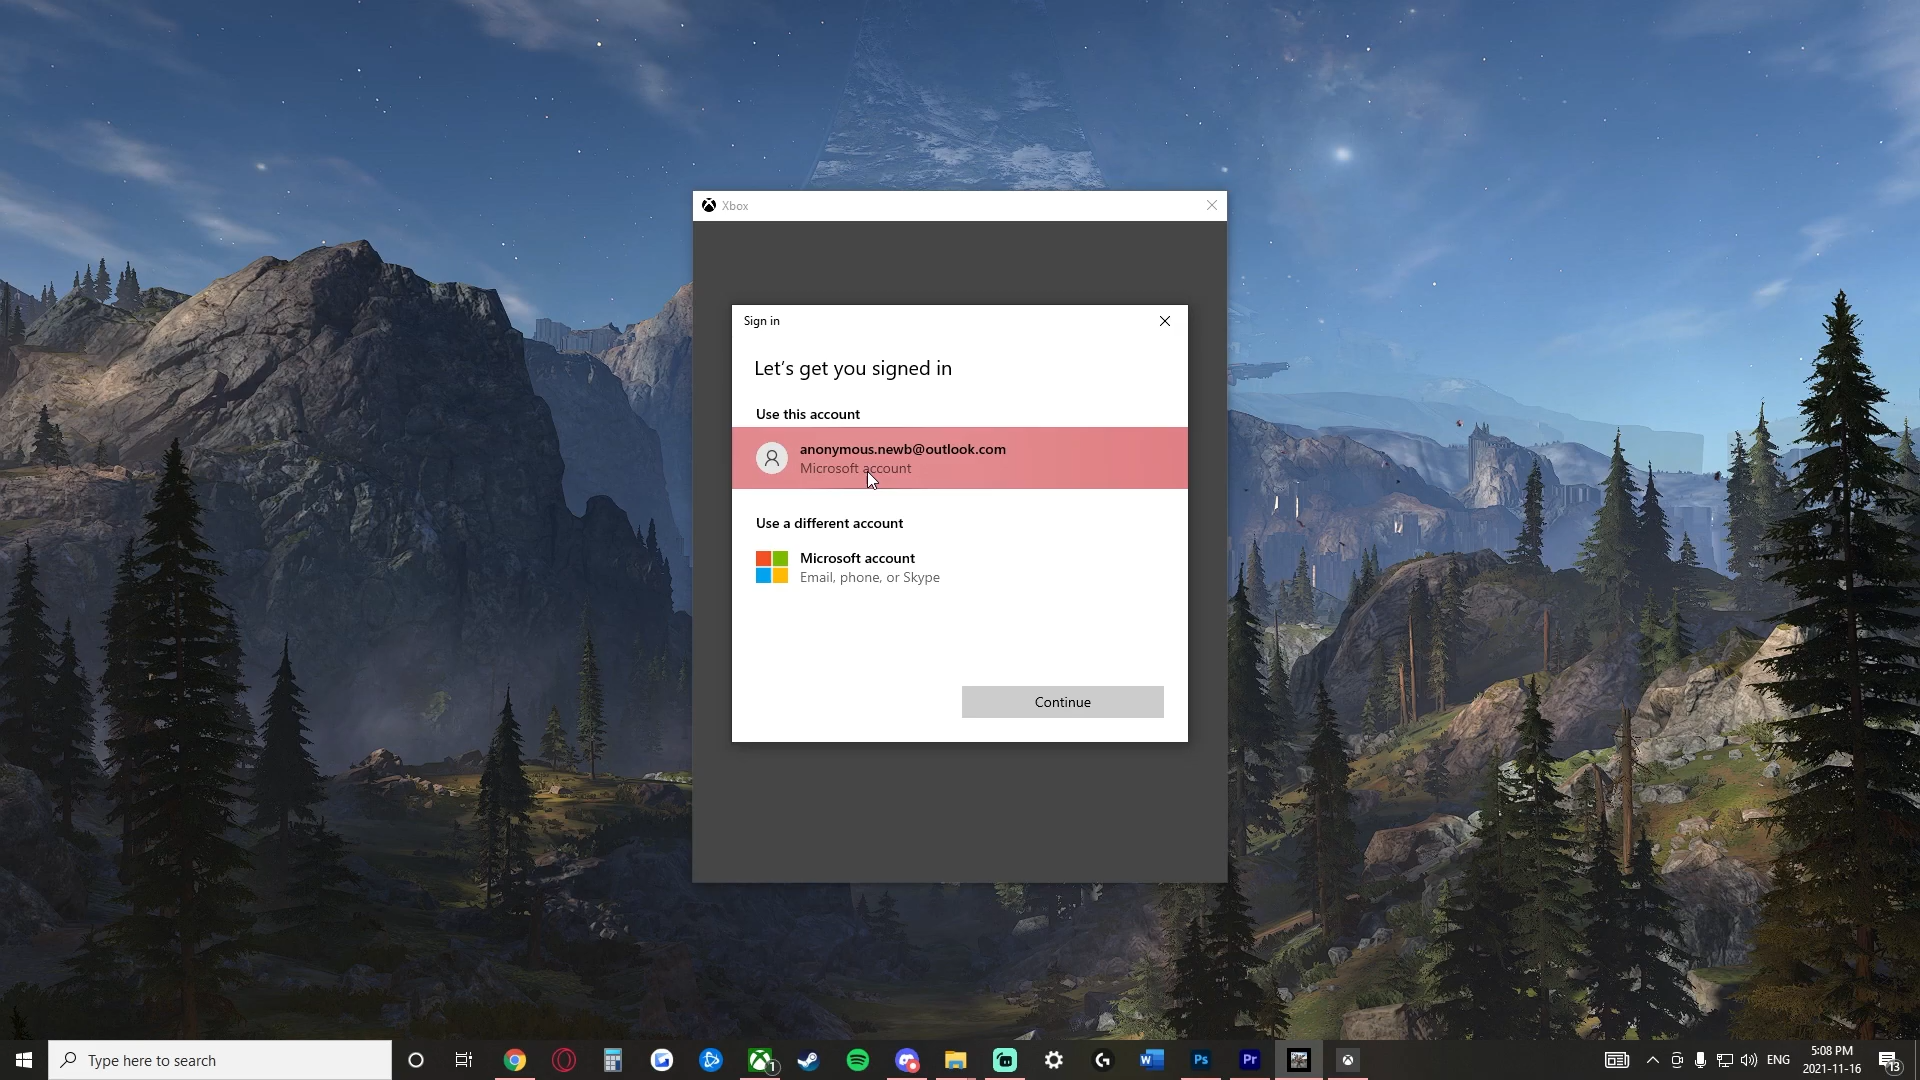 Xbox
Sign in
Let's get you signed in
Use this account
anonymous.newb@outlook.com
Microsoft account
Use a different account
Microsoft account
Email, phone, or Skype
Continue
Type here to search
1
W
Ps
Pr
ENG
5:08 PM
2021-11-16
13